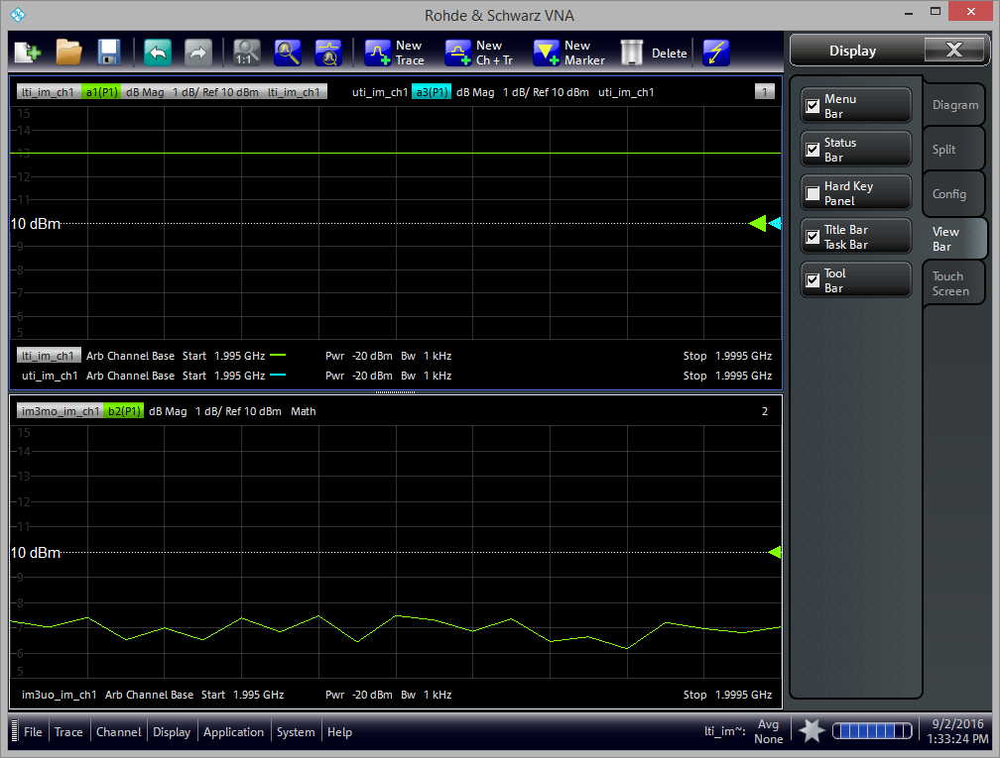 Rohde & Schwarz VNA
1:1
New Trace
New Ch + Tr
New Marker
Delete
Display
lti_im_ch1 a1(P1) dB Mag 1 dB/ Ref 10 dBm lti_im_ch1 uti_im_ch1 a3(P1) dB Mag 1 dB/ Ref 10 dBm uti_im_ch1 1
15
14
13
12
11
10 dBm
9
8
7
6
5
lti_im_ch1 Arb Channel Base Start 1.995 GHz Pwr -20 dBm Bw 1 kHz Stop 1.9995 GHz
uti_im_ch1 Arb Channel Base Start 1.995 GHz Pwr -20 dBm Bw 1 kHz Stop 1.9995 GHz
im3mo_im_ch1 b2(P1) dB Mag 1 dB/ Ref 10 dBm Math 2
15
14
13
12
11
10 dBm
9
8
7
6
5
im3uo_im_ch1 Arb Channel Base Start 1.995 GHz Pwr -20 dBm Bw 1 kHz Stop 1.9995 GHz
Menu
Bar
Status
Bar
Hard Key
Panel
Title Bar
Task Bar
Tool
Bar
Diagram
Split
Config
View
Bar
Touch
Screen
File Trace Channel Display Application System Help
lti_im~: Avg
None
9/2/2016
1:33:24 PM